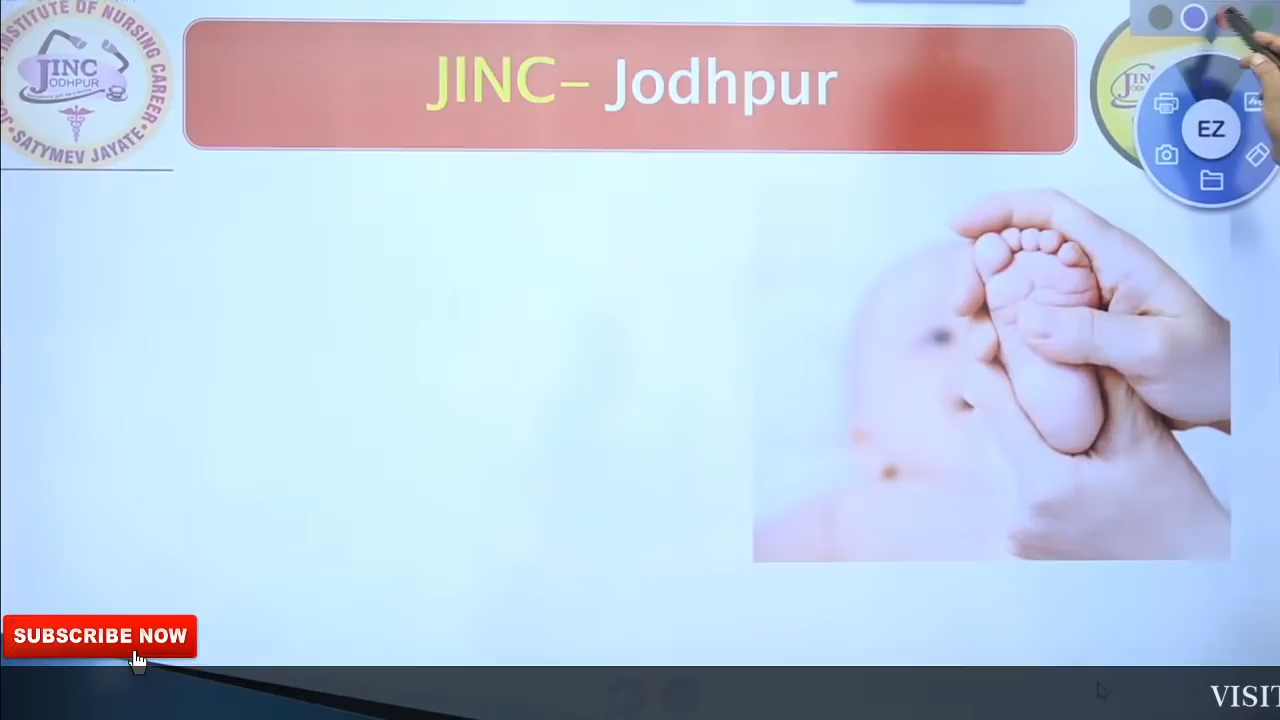 INSTITUTE OF NURSING CAREER
JINC
JODHPUR
SATYMEV JAYATE
JINC- Jodhpur
EZ
SUBSCRIBE NOW
VISIT